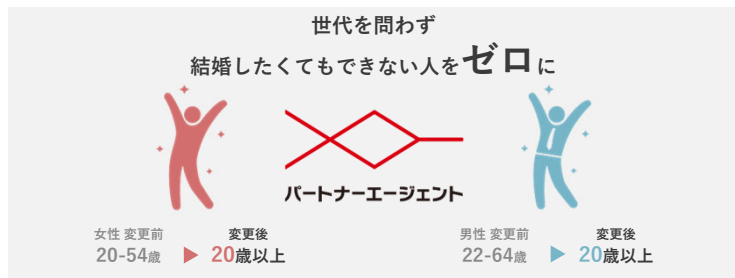 世代を問わず
結婚したくてもできない人をゼロに
パートナーエージェント
女性 変更前 変更後
20-54歳 ▶ 20歳以上
男性 変更前 変更後
22-64歳 ▶ 20歳以上